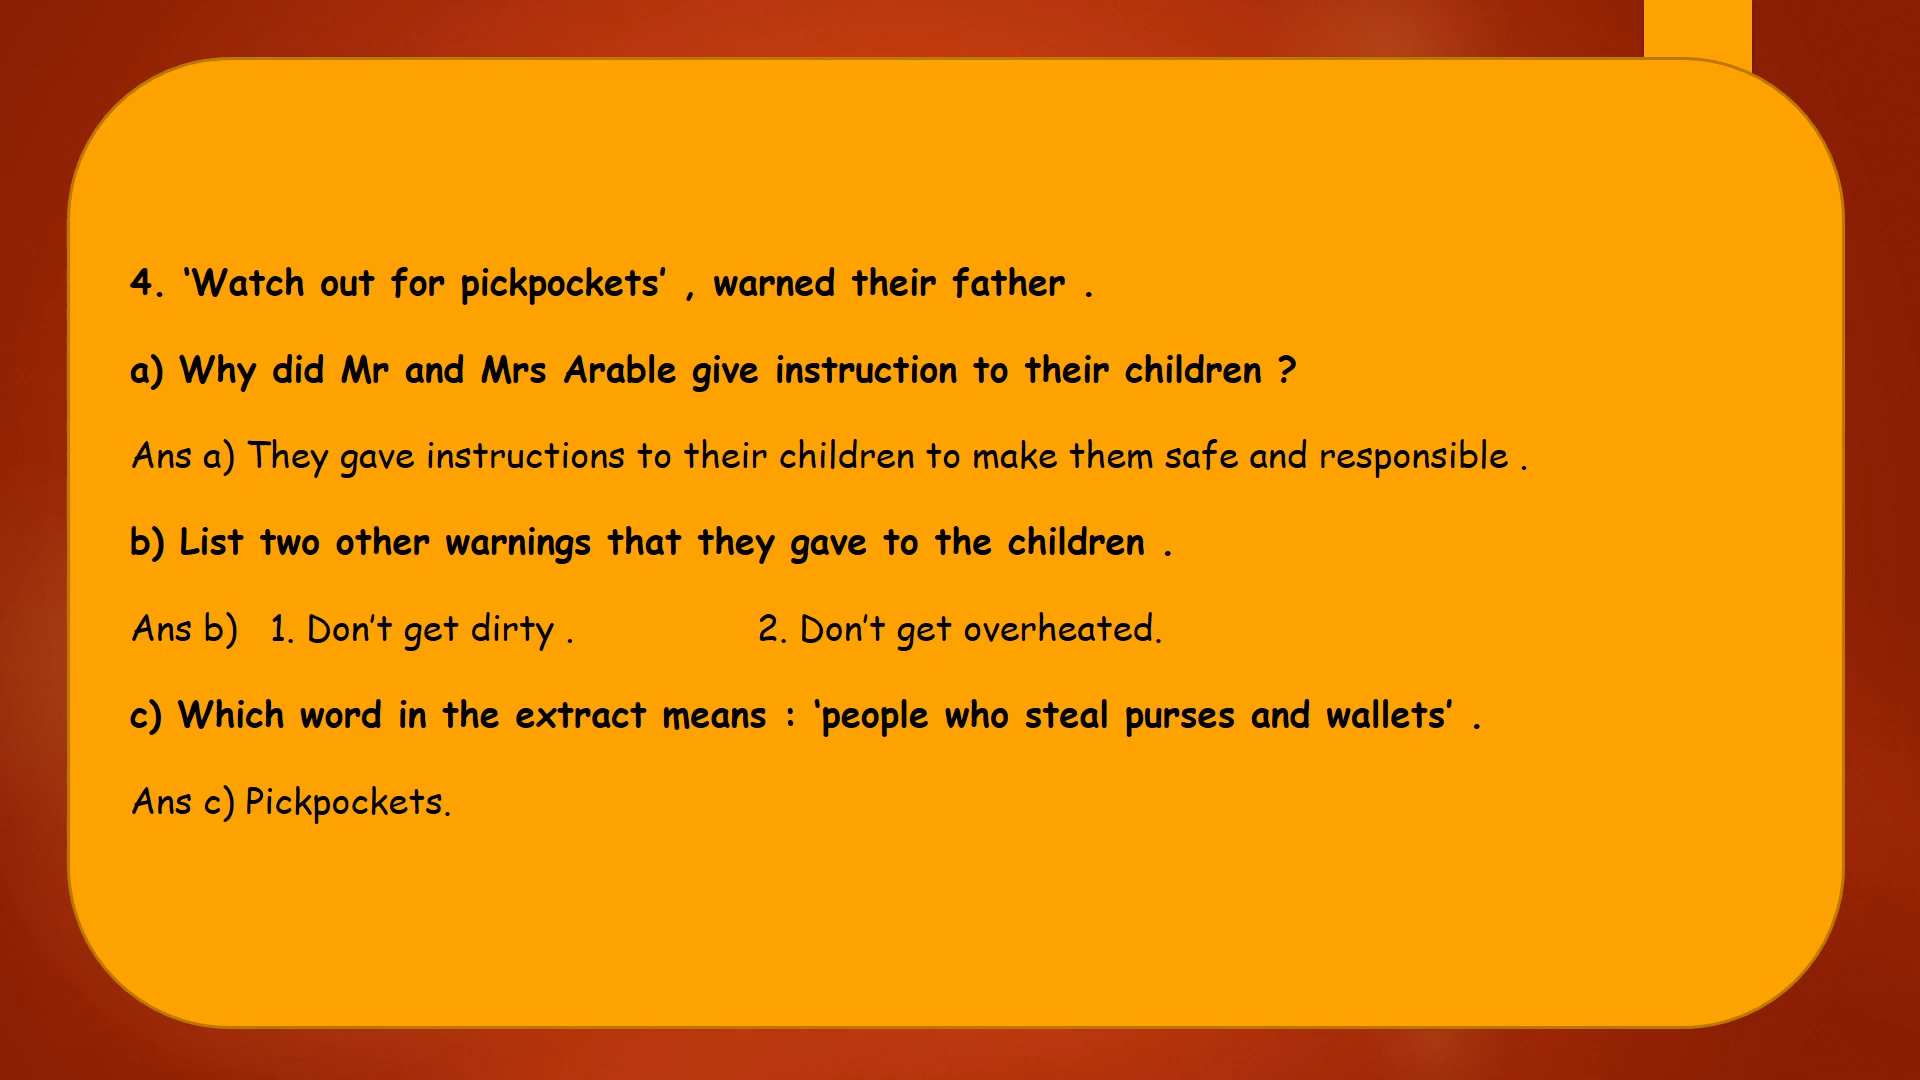 4. ‘Watch out for pickpockets’ , warned their father .
a) Why did Mr and Mrs Arable give instruction to their children ?
Ans a) They gave instructions to their children to make them safe and responsible .
b) List two other warnings that they gave to the children .
Ans b) 1. Don’t get dirty . 2. Don’t get overheated.
c) Which word in the extract means : ‘people who steal purses and wallets’ .
Ans c) Pickpockets.